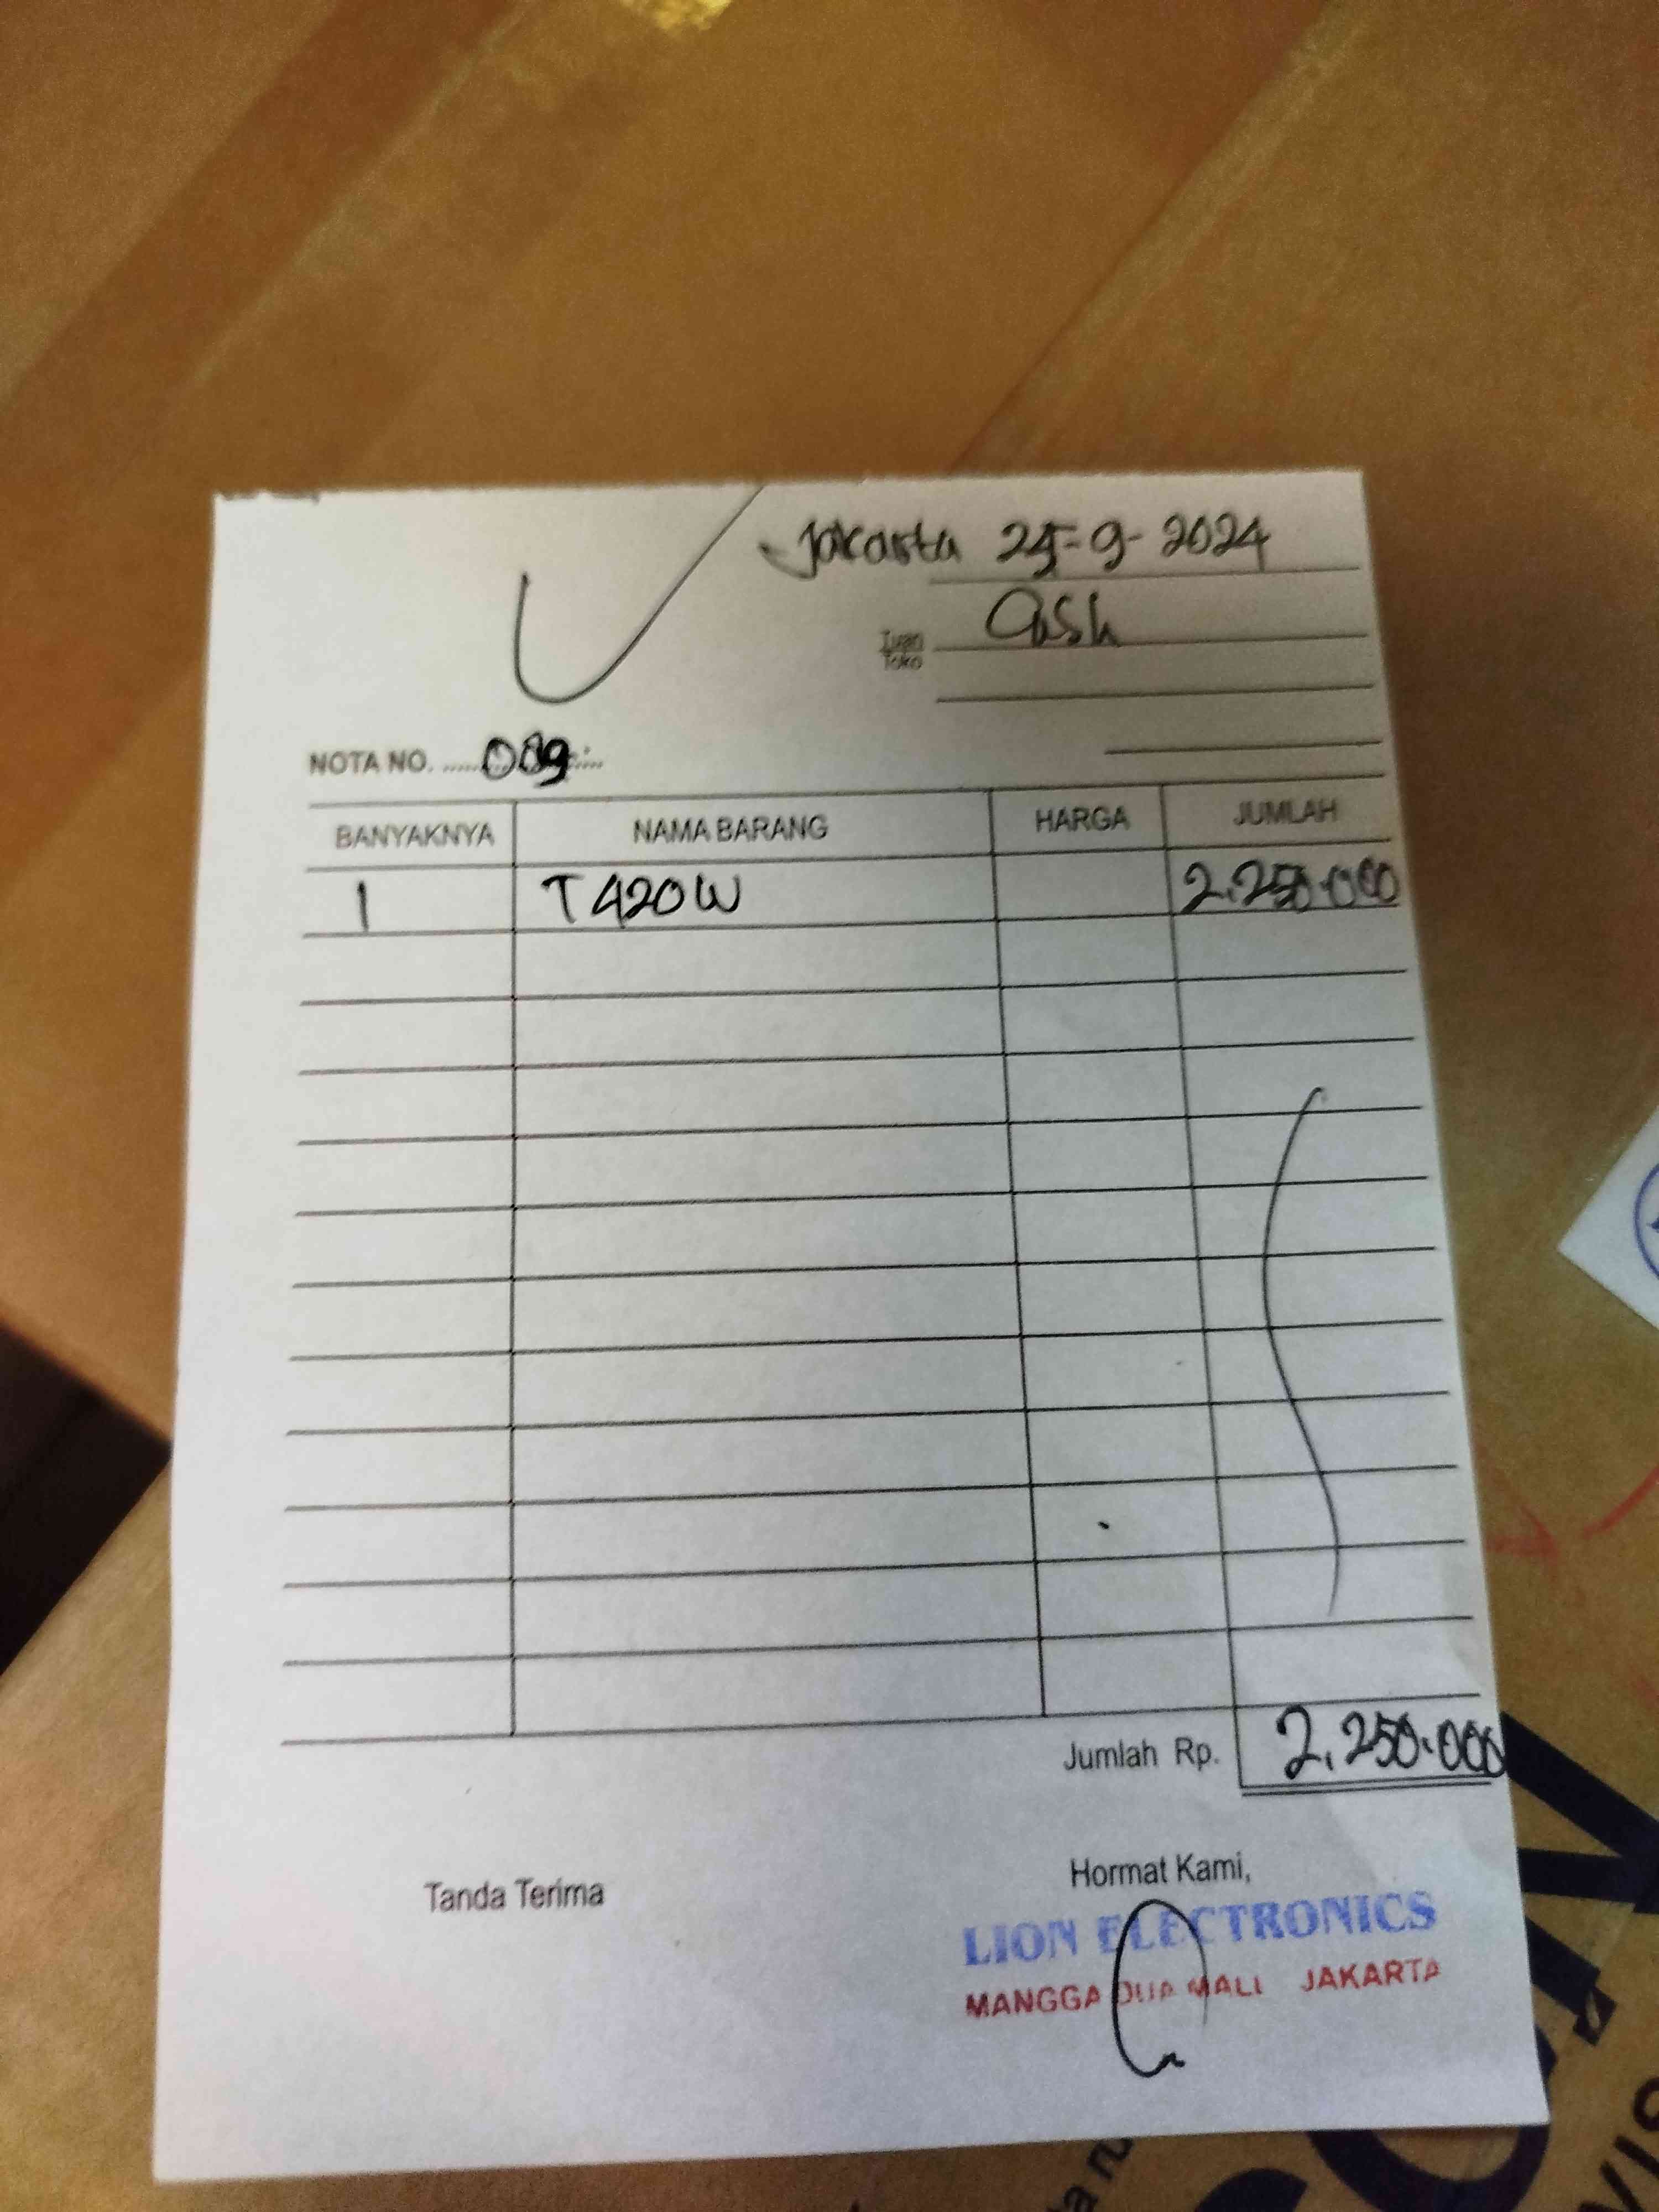 Jakarta 25-9-2024
Tuan Cash
Toko
NOTA NO. 089
BANYAKNYA NAMA BARANG HARGA JUMLAH
1 T420W 2.250.000
Jumlah Rp. 2.250.000
Tanda Terima
Hormat Kami,
LION ELECTRONICS
MANGGA DUA MALL JAKARTA